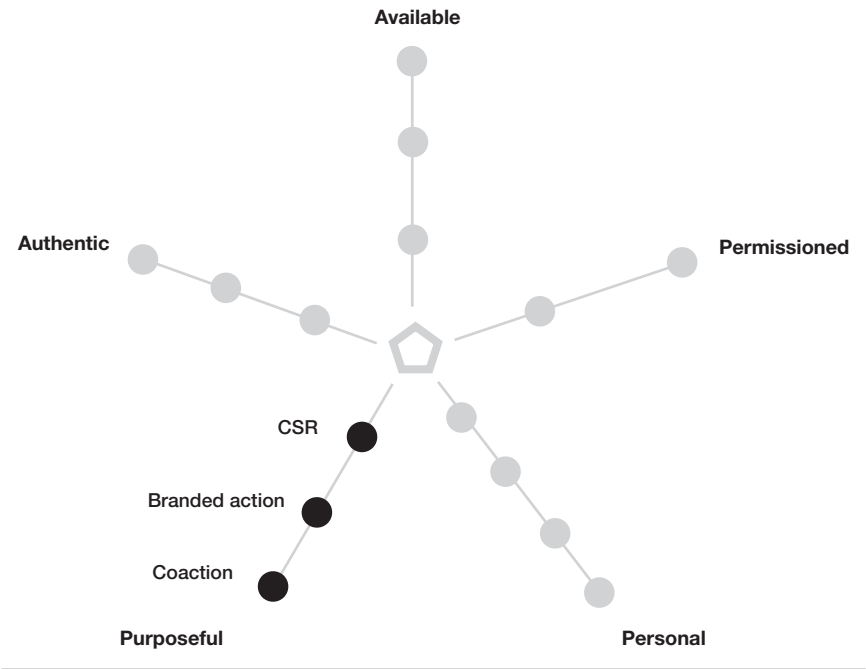 Available
Authentic
Permissioned
CSR
Branded action
Coaction
Purposeful
Personal